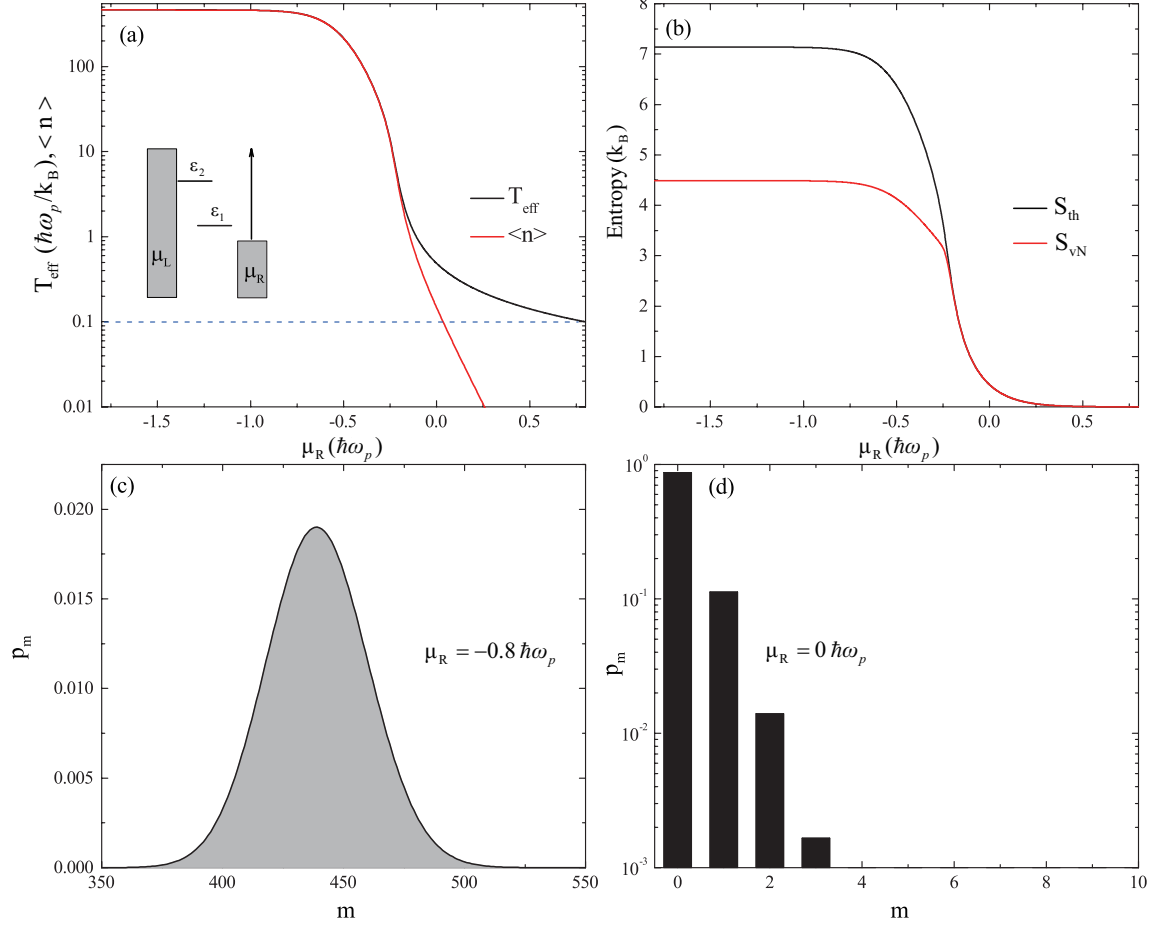 (a)
100
10
1
0.1
0.01
T_eff (ħω_p/k_B), < n >
ε_2
ε_1
μ_L
μ_R
T_eff
<n>
-1.5 -1.0 -0.5 0.0 0.5
μ_R (ħω_p)
(b)
8
7
6
5
4
3
2
1
0
Entropy (k_B)
S_th
S_vN
-1.5 -1.0 -0.5 0.0 0.5
μ_R (ħω_p)
(c)
0.020
0.015
0.010
0.005
0.000
p_m
μ_R = −0.8 ħω_p
350 400 450 500 550
m
(d)
10^0
10^-1
10^-2
10^-3
p_m
μ_R = 0 ħω_p
0 2 4 6 8 10
m